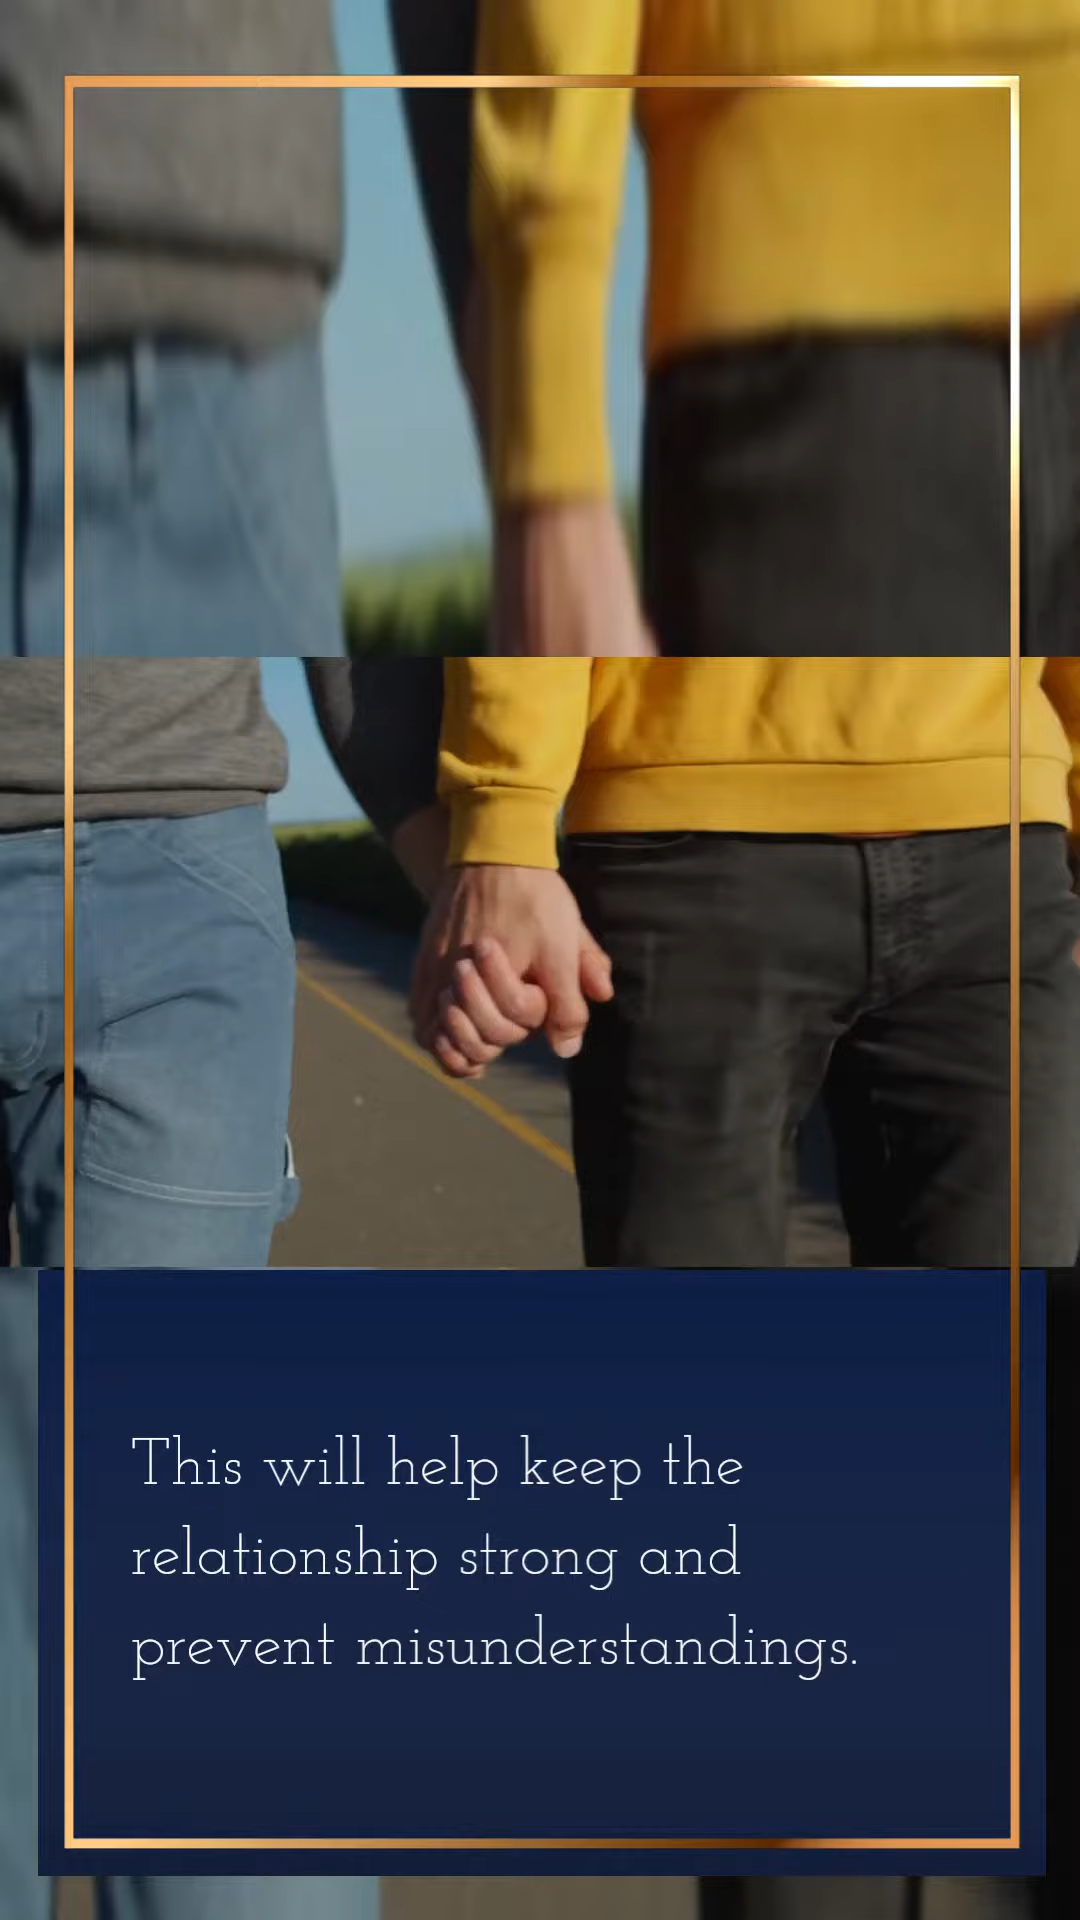 This will help keep the
relationship strong and
prevent misunderstandings.